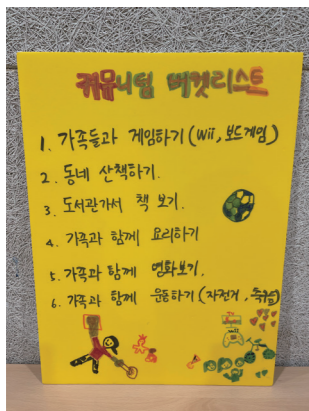 커뮤니팀 버킷리스트
1. 가족들과 게임하기 (wii, 보드게임)
2. 동네 산책하기.
3. 도서관가서 책 보기.
4. 가족과 함께 요리하기
5. 가족과 함께 영화보기.
6. 가족과 함께 운동하기 (자전거, 축구)
wii